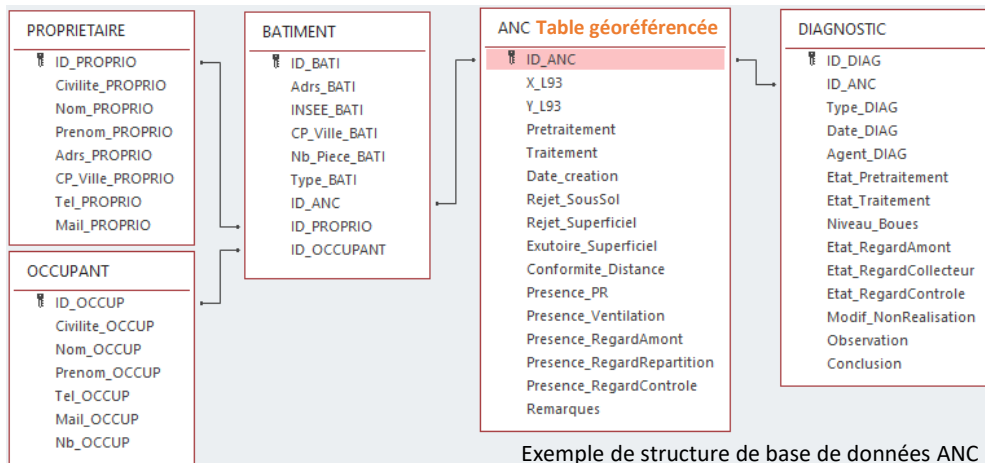 PROPRIETAIRE
ID_PROPRIO
Civilite_PROPRIO
Nom_PROPRIO
Prenom_PROPRIO
Adrs_PROPRIO
CP_Ville_PROPRIO
Tel_PROPRIO
Mail_PROPRIO
OCCUPANT
ID_OCCUP
Civilite_OCCUP
Nom_OCCUP
Prenom_OCCUP
Tel_OCCUP
Mail_OCCUP
Nb_OCCUP
BATIMENT
ID_BATI
Adrs_BATI
INSEE_BATI
CP_Ville_BATI
Nb_Piece_BATI
Type_BATI
ID_ANC
ID_PROPRIO
ID_OCCUPANT
ANC Table géoréférencée
ID_ANC
X_L93
Y_L93
Pretraitement
Traitement
Date_creation
Rejet_SousSol
Rejet_Superficiel
Exutoire_Superficiel
Conformite_Distance
Presence_PR
Presence_Ventilation
Presence_RegardAmont
Presence_RegardRepartition
Presence_RegardControle
Remarques
DIAGNOSTIC
ID_DIAG
ID_ANC
Type_DIAG
Date_DIAG
Agent_DIAG
Etat_Pretraitement
Etat_Traitement
Niveau_Boues
Etat_RegardAmont
Etat_RegardCollecteur
Etat_RegardControle
Modif_NonRealisation
Observation
Conclusion
Exemple de structure de base de données ANC